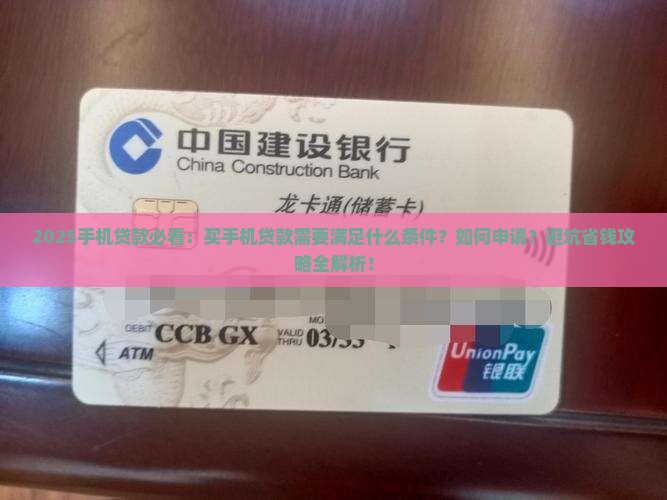 中国建设银行
China Construction Bank
龙卡通(储蓄卡)
2025手机贷款必看：买手机贷款需要满足什么条件？如何申请？避坑省钱攻
略全解析！
MO
DEBIT CCB GX VALID THRU 03/33
ATM
UnionPay
银联